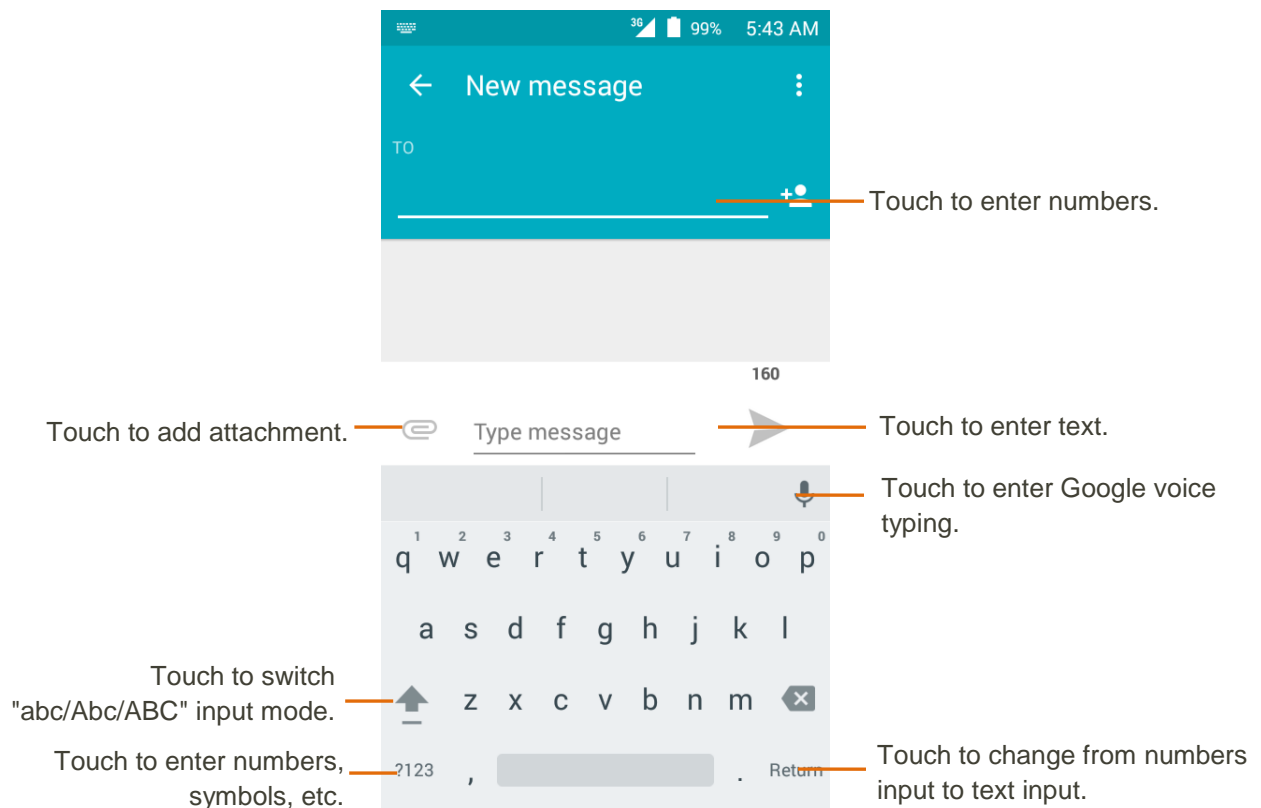 3G 99% 5:43 AM
New message
TO
Touch to enter numbers.
160
Touch to add attachment.
Type message
Touch to enter text.
Touch to enter Google voice
typing.
1 2 3 4 5 6 7 8 9 0
q w e r t y u i o p
a s d f g h j k l
Touch to switch
"abc/Abc/ABC" input mode.
z x c v b n m
Touch to enter numbers,
symbols, etc.
?123 , . Return
Touch to change from numbers
input to text input.